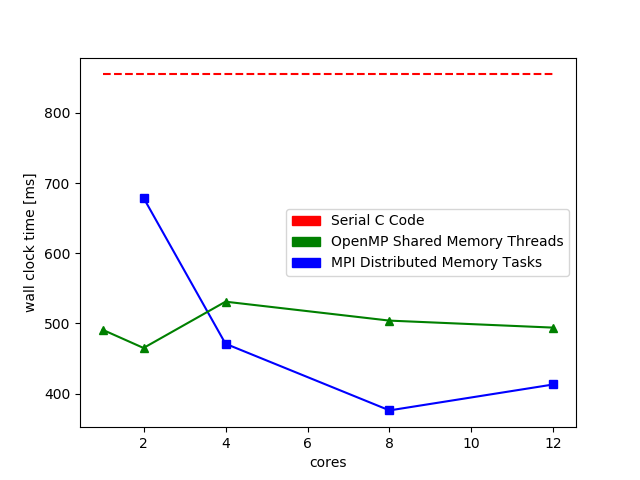 800
700
600
500
400
wall clock time [ms]
Serial C Code
OpenMP Shared Memory Threads
MPI Distributed Memory Tasks
2 4 6 8 10 12
cores